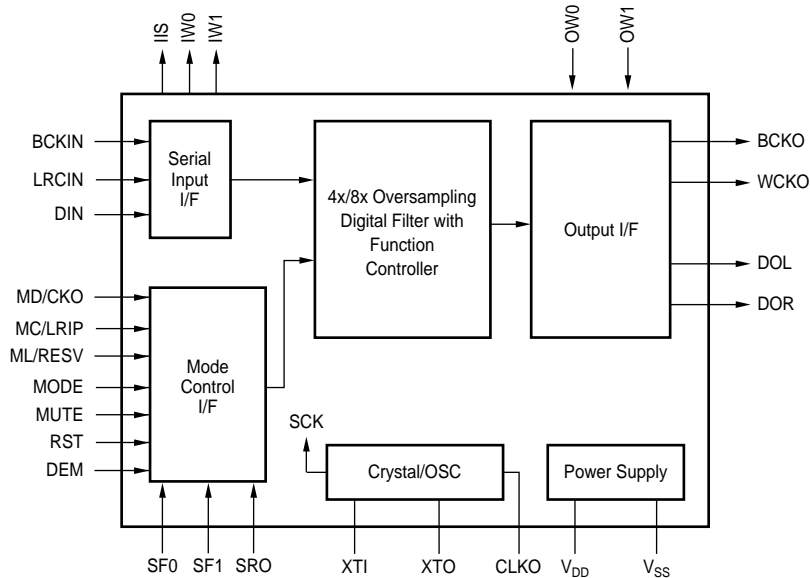 IIS
IW0
IW1
OW0
OW1
BCKIN
LRCIN
DIN
Serial
Input
I/F
4x/8x Oversampling
Digital Filter with
Function
Controller
Output I/F
BCKO
WCKO
DOL
DOR
MD/CKO
MC/LRIP
ML/RESV
MODE
MUTE
RST
DEM
Mode
Control
I/F
SCK
Crystal/OSC
Power Supply
SF0
SF1
SRO
XTI
XTO
CLKO
VDD
VSS